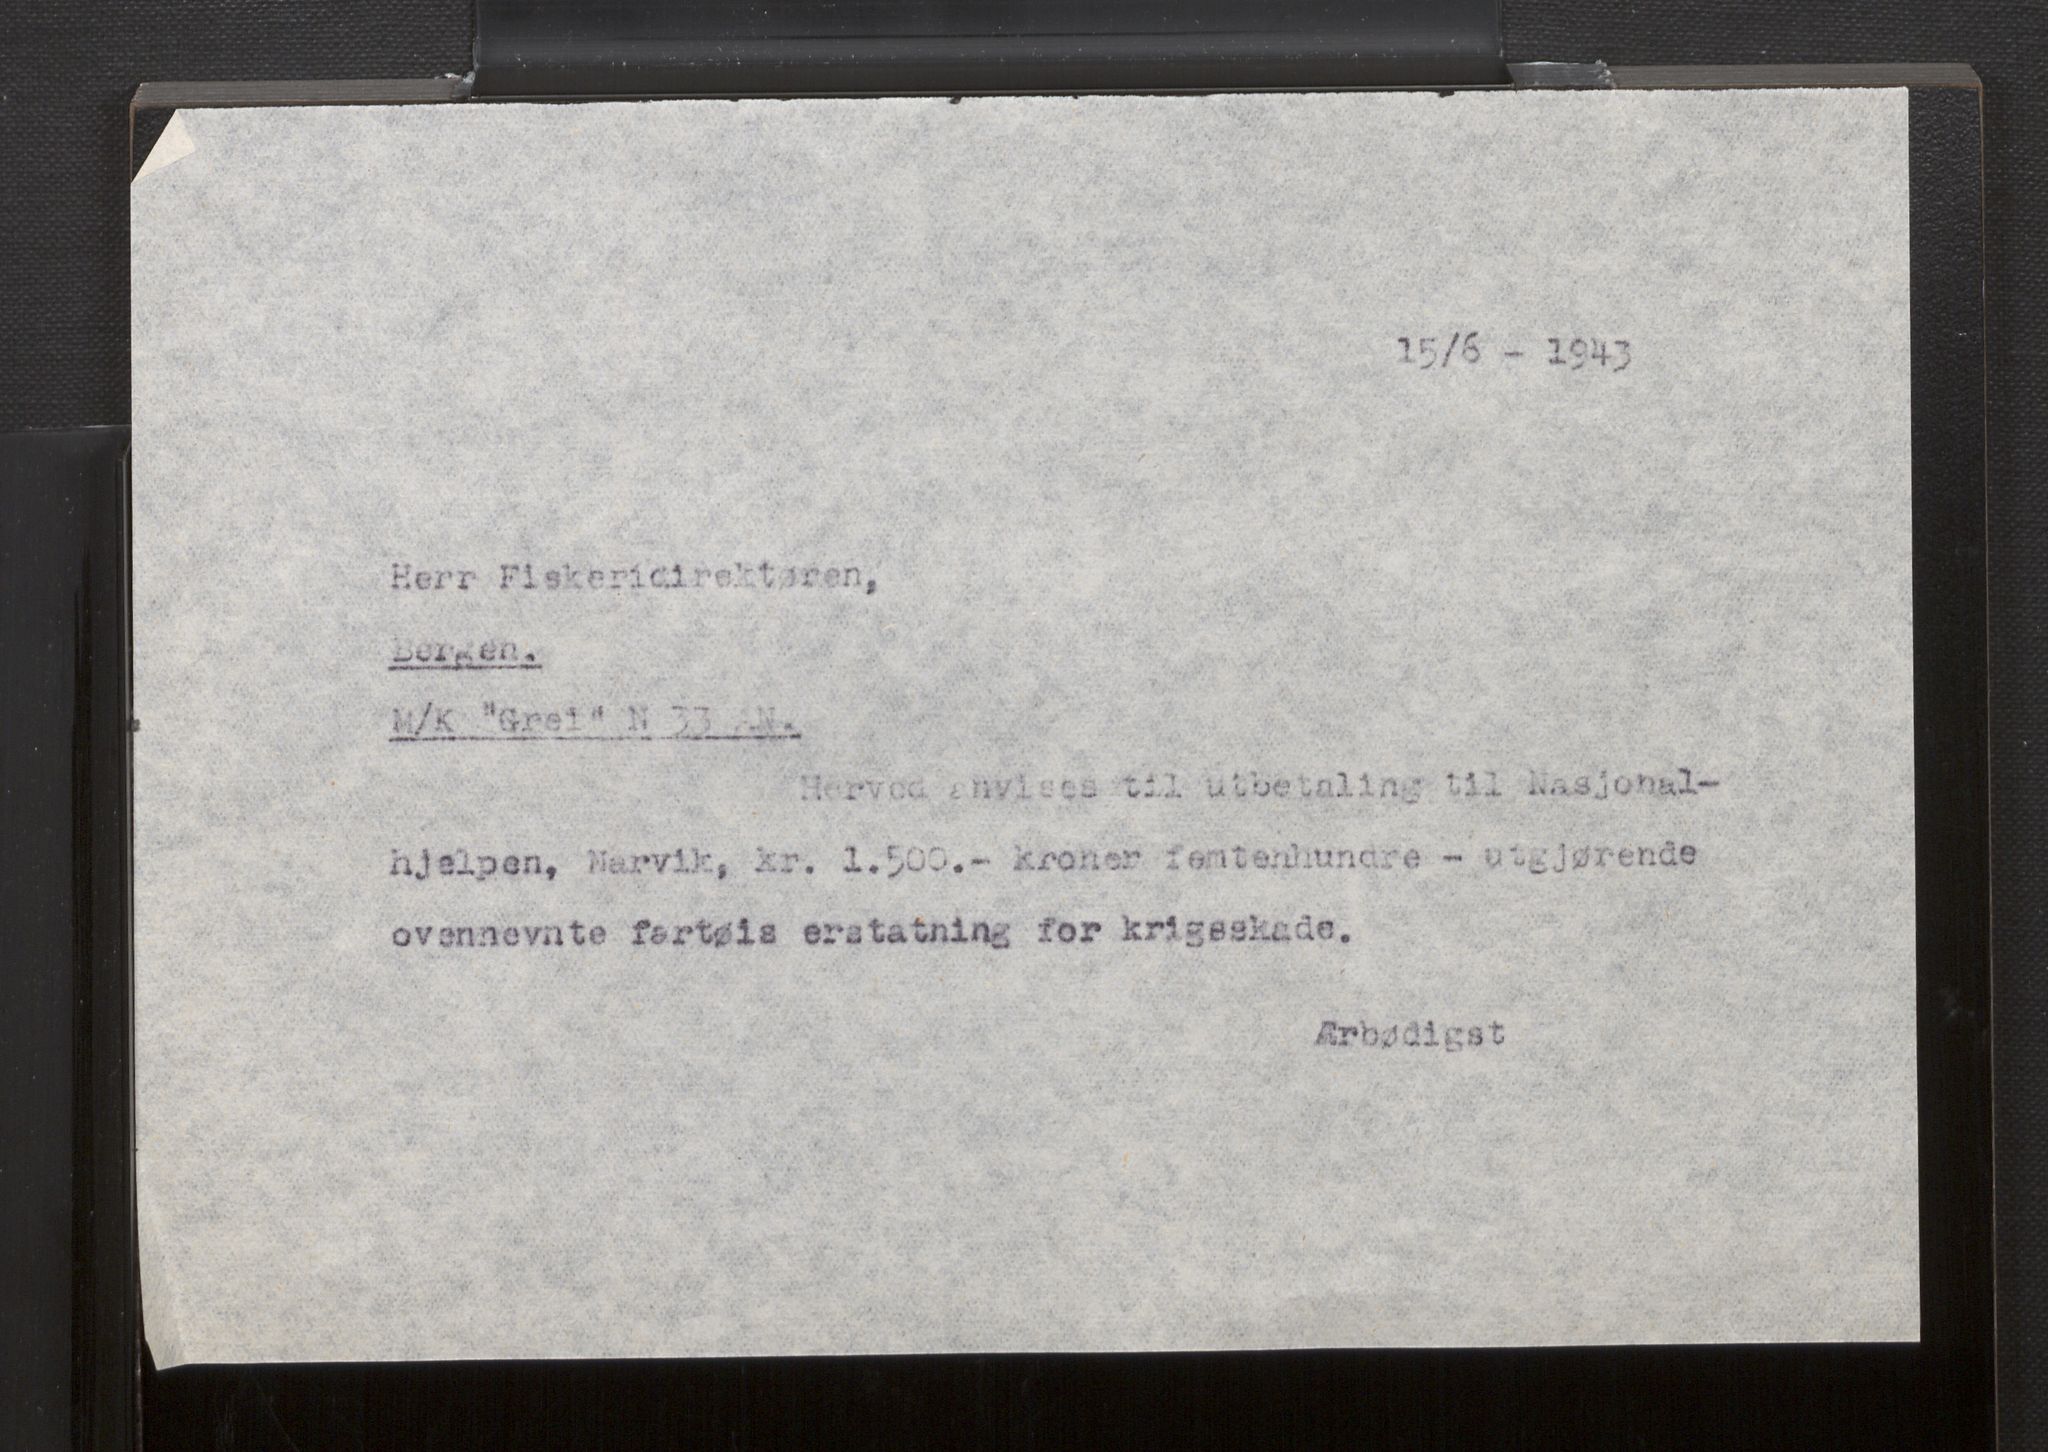 15/6 - 1943
Herr Fiskeridirektøren,
Bergen.
M/K "Grei" N 33 AN.
Herved anvises til utbetaling til Nasjonal-
hjelpen, Narvik, kr. 1.500.- kroner femtenhundre - utgjørende
ovennevnte fartøis erstatning for krigsskade.
Ærbødigst